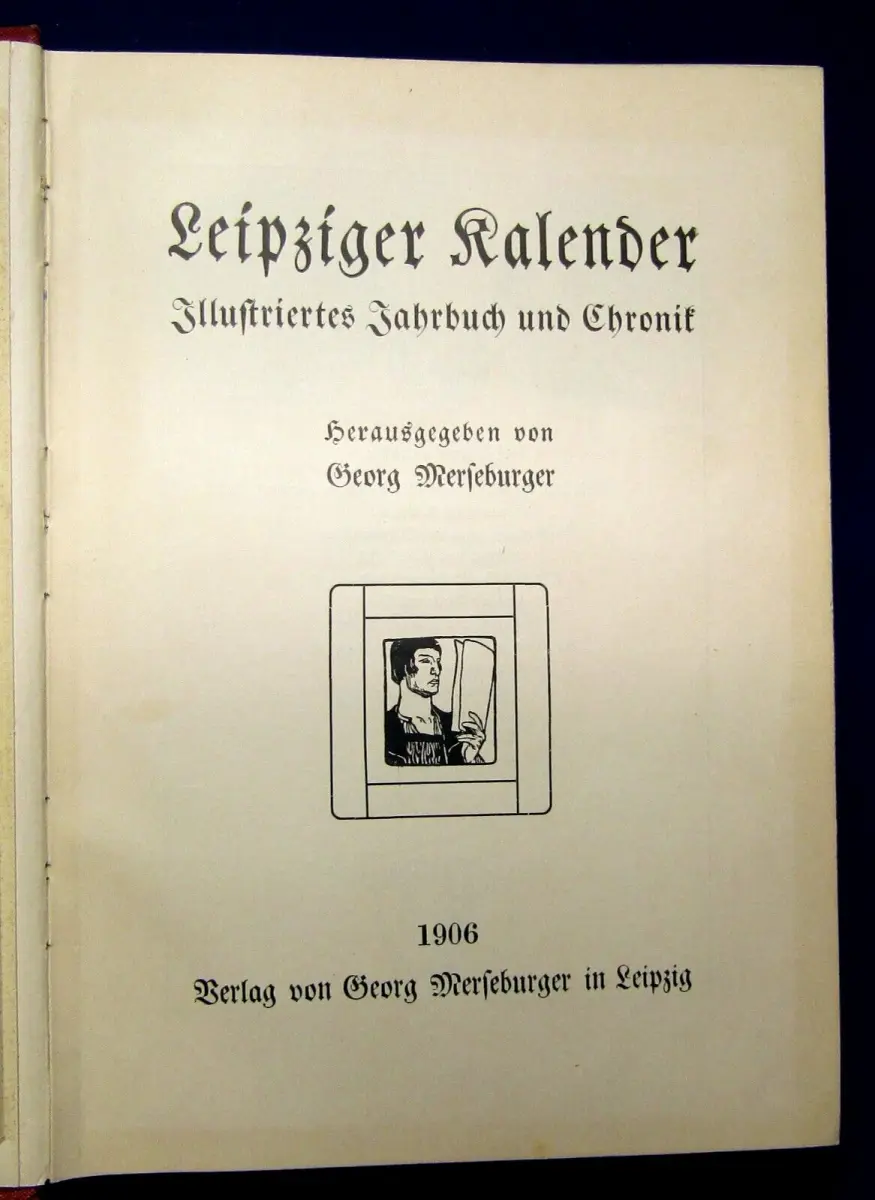 Leipziger Kalender
Illuſtriertes Jahrbuch und Chronik
Herausgegeben von
Georg Merſeburger
1906
Verlag von Georg Merſeburger in Leipzig